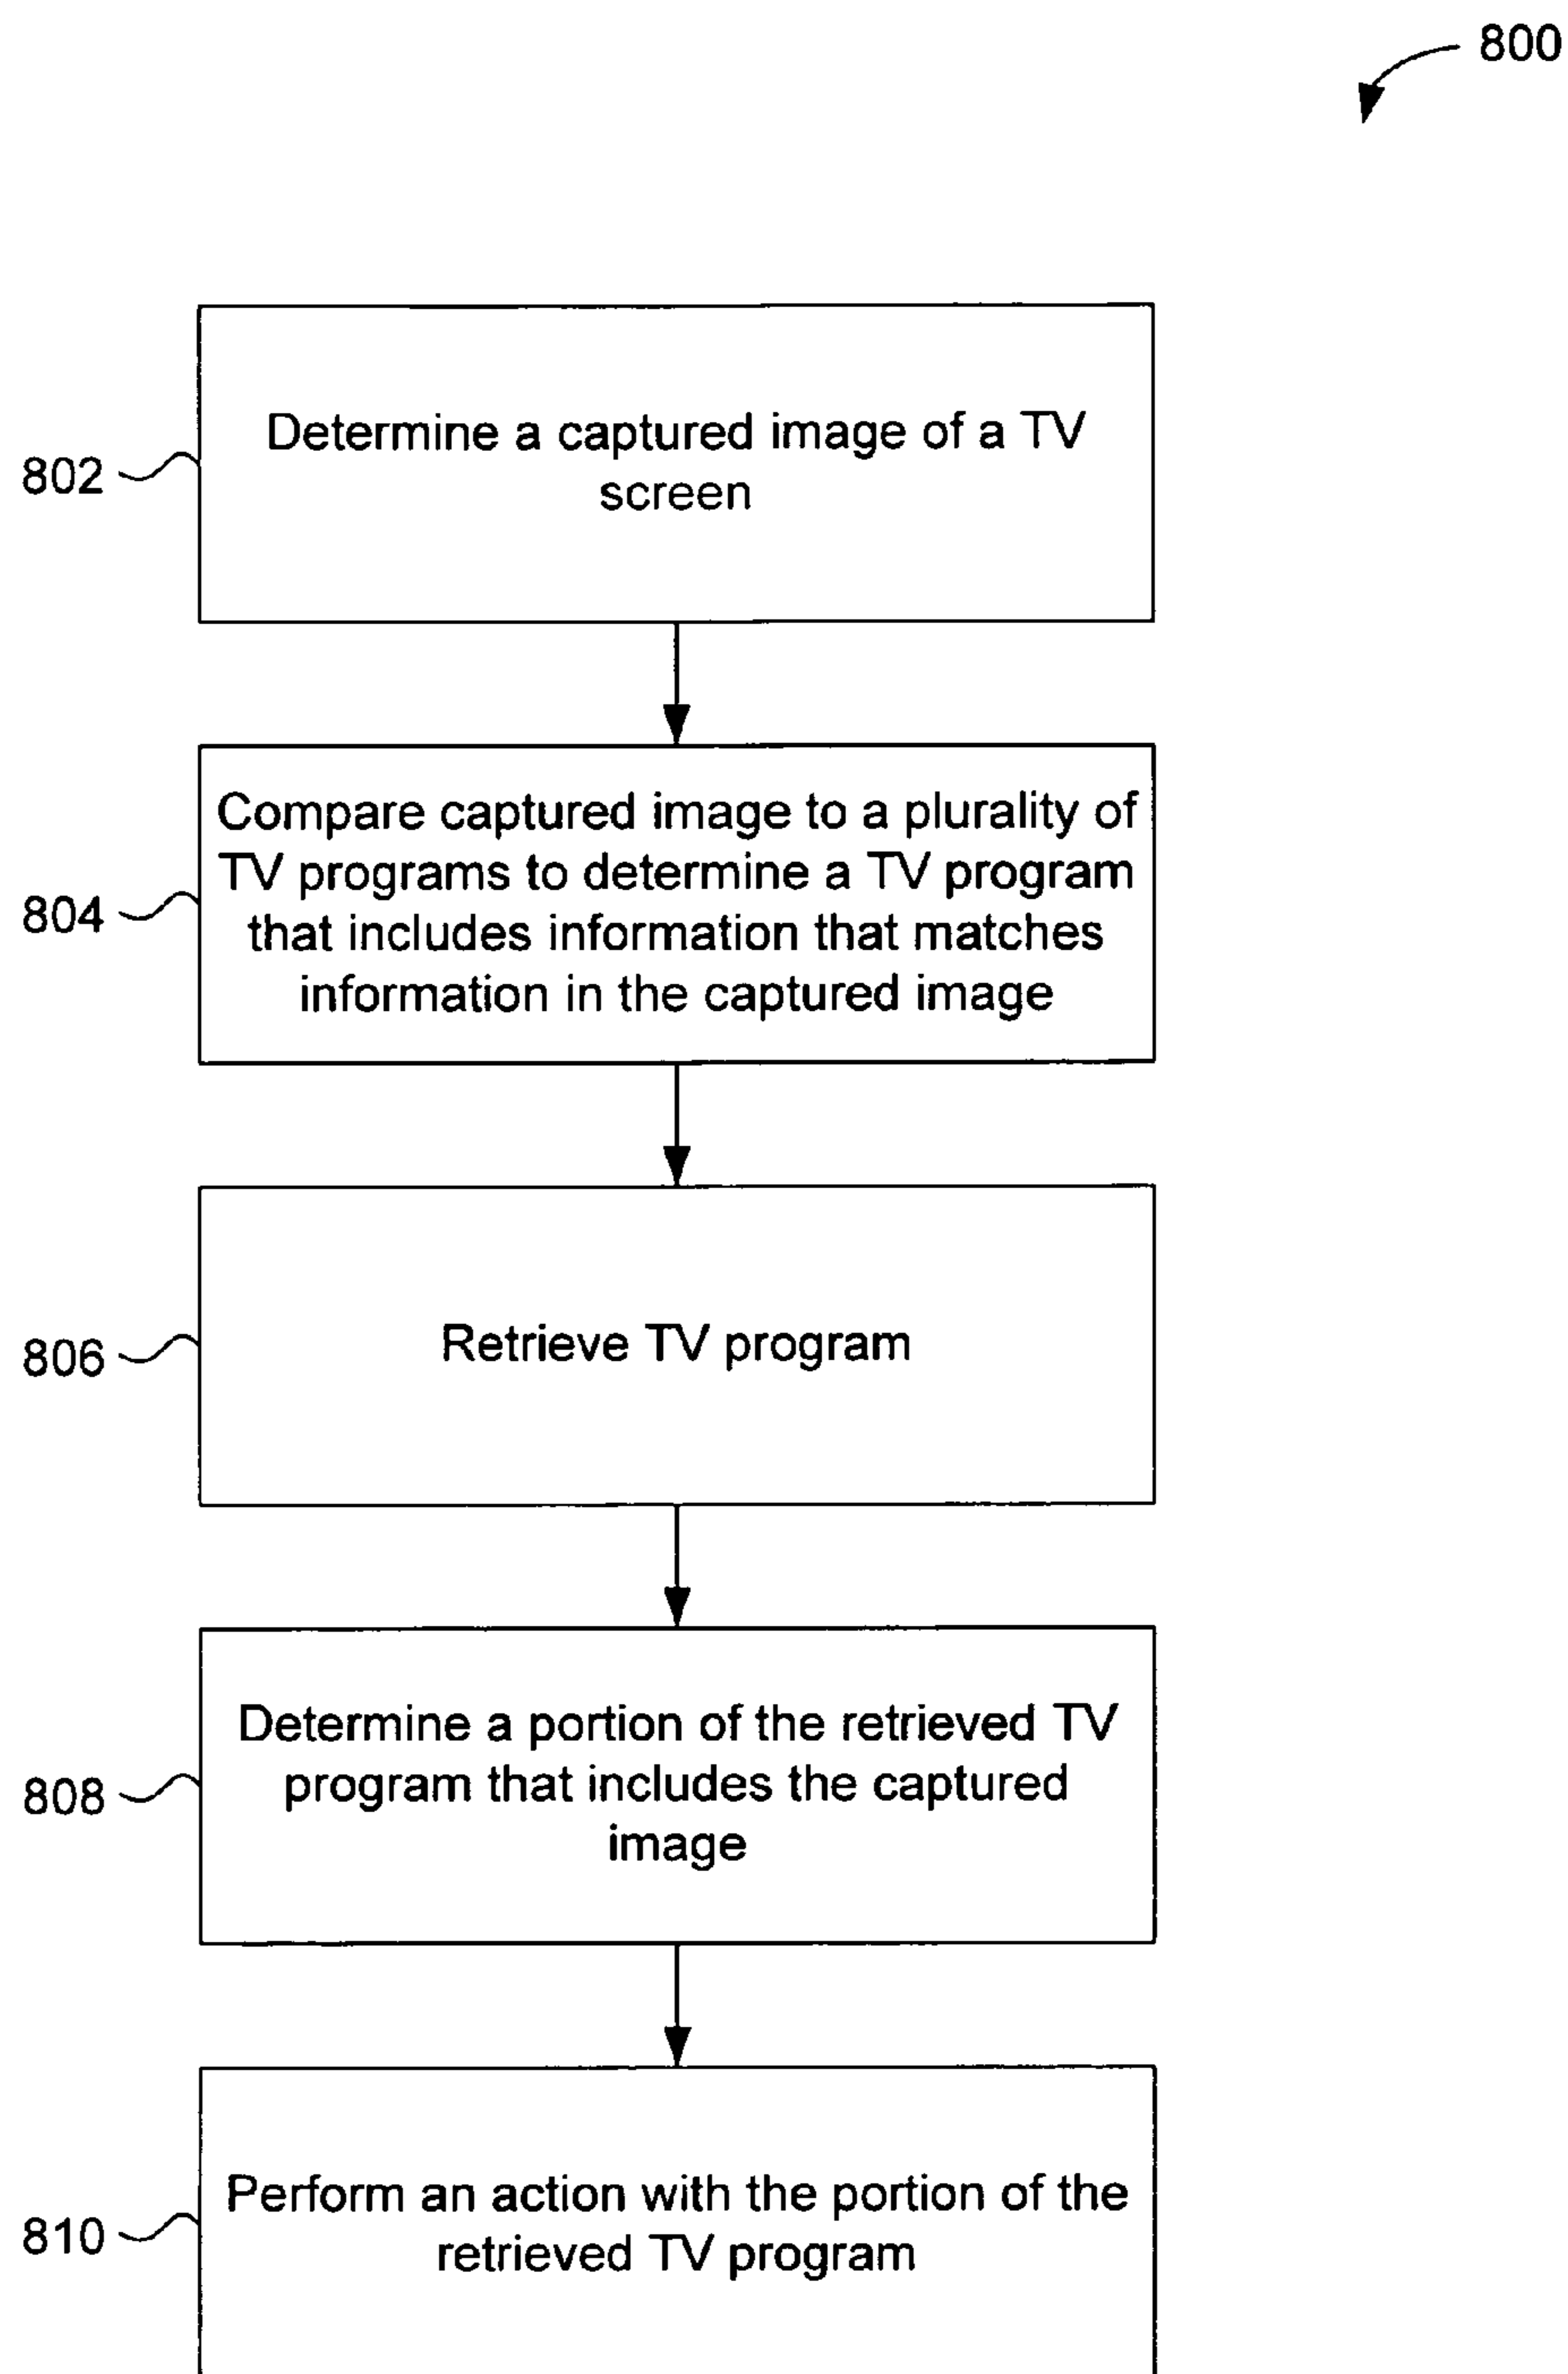 800
802
Determine a captured image of a TV
screen
804
Compare captured image to a plurality of
TV programs to determine a TV program
that includes information that matches
information in the captured image
806
Retrieve TV program
808
Determine a portion of the retrieved TV
program that includes the captured
image
810
Perform an action with the portion of the
retrieved TV program